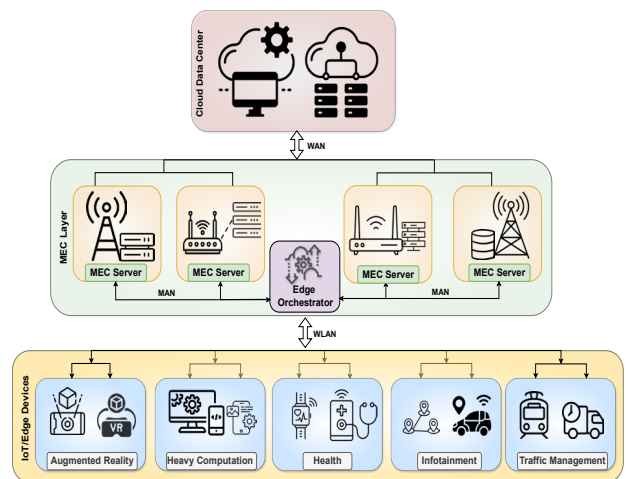 Cloud Data Center
WAN
MEC Layer
MEC Server
MEC Server
MEC Server
MEC Server
Edge
Orchestrator
MAN
MAN
WLAN
IoT/Edge Devices
VR
</>
Augmented Reality
Heavy Computation
Health
Infotainment
Traffic Management